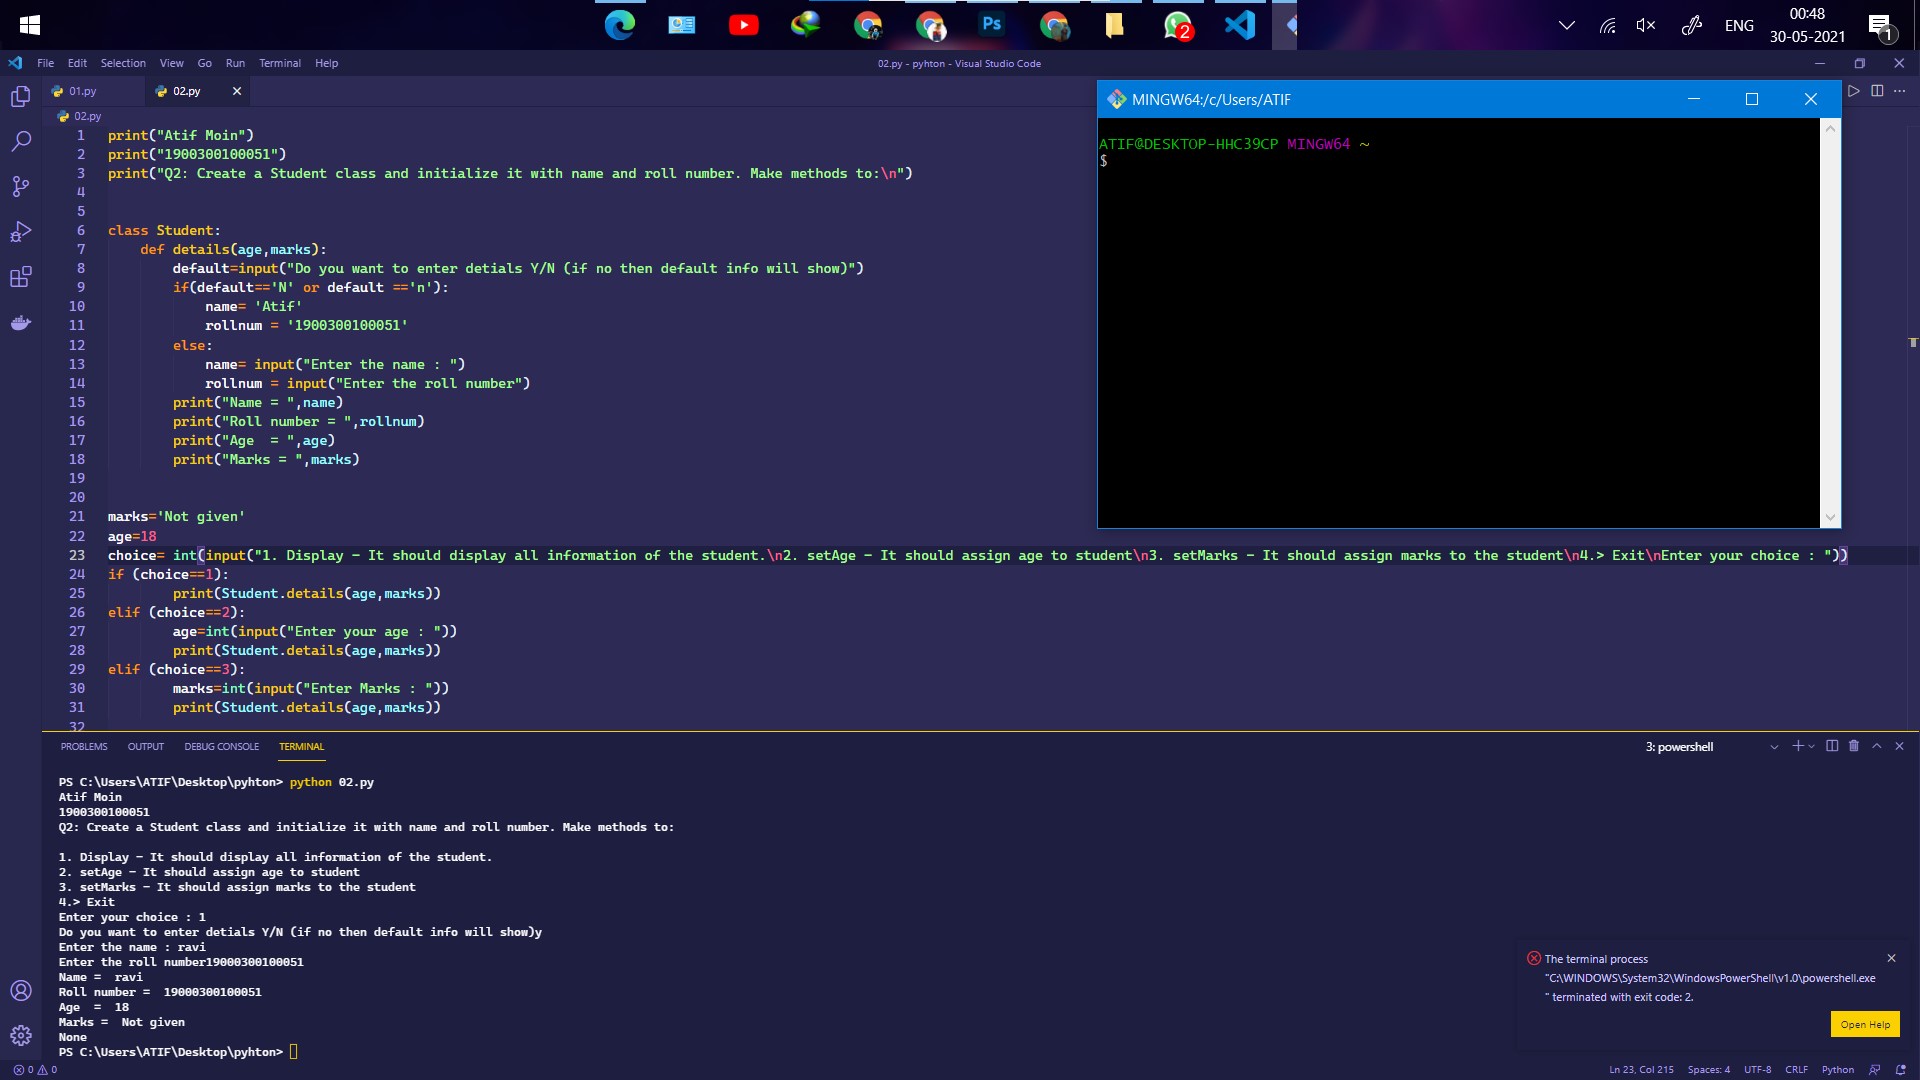 Ps
2
ENG
00:48
30-05-2021
1
File Edit Selection View Go Run Terminal Help
02.py - pyhton - Visual Studio Code
01.py
02.py
MINGW64:/c/Users/ATIF
02.py
ATIF@DESKTOP-HHC39CP MINGW64 ~
$
1 print("Atif Moin")
2 print("1900300100051")
3 print("Q2: Create a Student class and initialize it with name and roll number. Make methods to:\n")
4
5
6 class Student:
7     def details(age,marks):
8         default=input("Do you want to enter detials Y/N (if no then default info will show)")
9         if(default=='N' or default =='n'):
10             name= 'Atif'
11             rollnum = '1900300100051'
12         else:
13             name= input("Enter the name : ")
14             rollnum = input("Enter the roll number")
15         print("Name = ",name)
16         print("Roll number = ",rollnum)
17         print("Age  = ",age)
18         print("Marks = ",marks)
19
20
21 marks='Not given'
22 age=18
23 choice= int(input("1. Display - It should display all information of the student.\n2. setAge - It should assign age to student\n3. setMarks - It should assign marks to the student\n4.> Exit\nEnter your choice : "))
24 if (choice==1):
25         print(Student.details(age,marks))
26 elif (choice==2):
27         age=int(input("Enter your age : "))
28         print(Student.details(age,marks))
29 elif (choice==3):
30         marks=int(input("Enter Marks : "))
31         print(Student.details(age,marks))
32
PROBLEMS OUTPUT DEBUG CONSOLE TERMINAL
3: powershell
PS C:\Users\ATIF\Desktop\pyhton> python 02.py
Atif Moin
1900300100051
Q2: Create a Student class and initialize it with name and roll number. Make methods to:
1. Display - It should display all information of the student.
2. setAge - It should assign age to student
3. setMarks - It should assign marks to the student
4.> Exit
Enter your choice : 1
Do you want to enter detials Y/N (if no then default info will show)y
Enter the name : ravi
Enter the roll number19000300100051
Name =  ravi
Roll number =  19000300100051
Age  =  18
Marks =  Not given
None
PS C:\Users\ATIF\Desktop\pyhton>
The terminal process
"C:\WINDOWS\System32\WindowsPowerShell\v1.0\powershell.exe
" terminated with exit code: 2.
Open Help
0 0
Ln 23, Col 215 Spaces: 4 UTF-8 CRLF Python